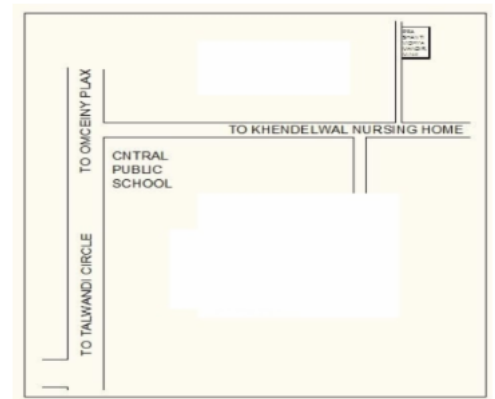 TO OMCEINY PLAX
TO KHENDELWAL NURSING HOME
CNTRAL
PUBLIC
SCHOOL
TO TALWANDI CIRCLE